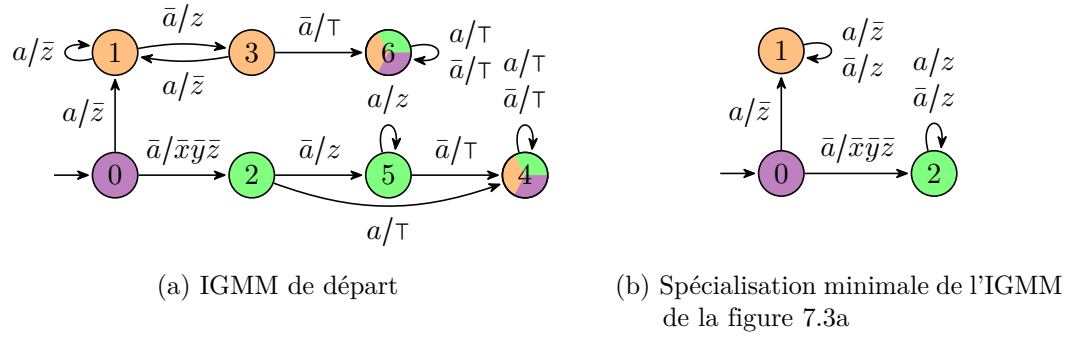 ā/z
ā/⊤
a/z̄
1
3
6
a/⊤
ā/⊤
a/z̄
a/z̄
0
ā/x̄ȳz̄
2
ā/z
5
a/z
ā/⊤
4
a/⊤
ā/⊤
a/⊤
(a) IGMM de départ
1
a/z̄
ā/z
a/z̄
0
ā/x̄ȳz̄
2
a/z
ā/z
(b) Spécialisation minimale de l'IGMM
de la figure 7.3a